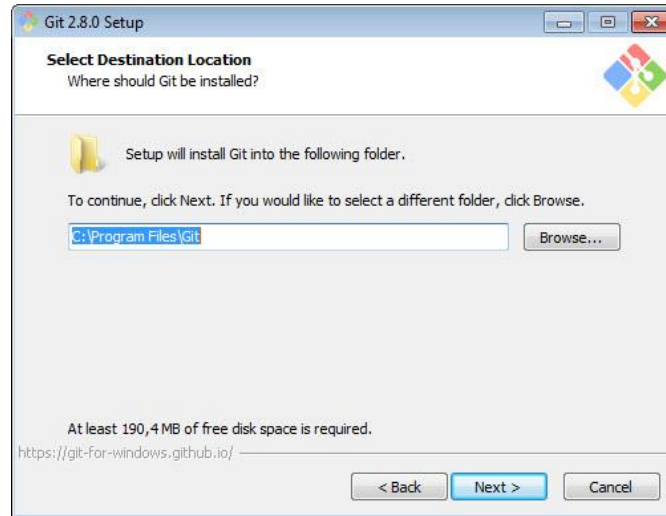 Git 2.8.0 Setup
Select Destination Location
Where should Git be installed?
Setup will install Git into the following folder.
To continue, click Next. If you would like to select a different folder, click Browse.
C:\Program Files\Git
Browse...
At least 190,4 MB of free disk space is required.
https://git-for-windows.github.io/
< Back
Next >
Cancel